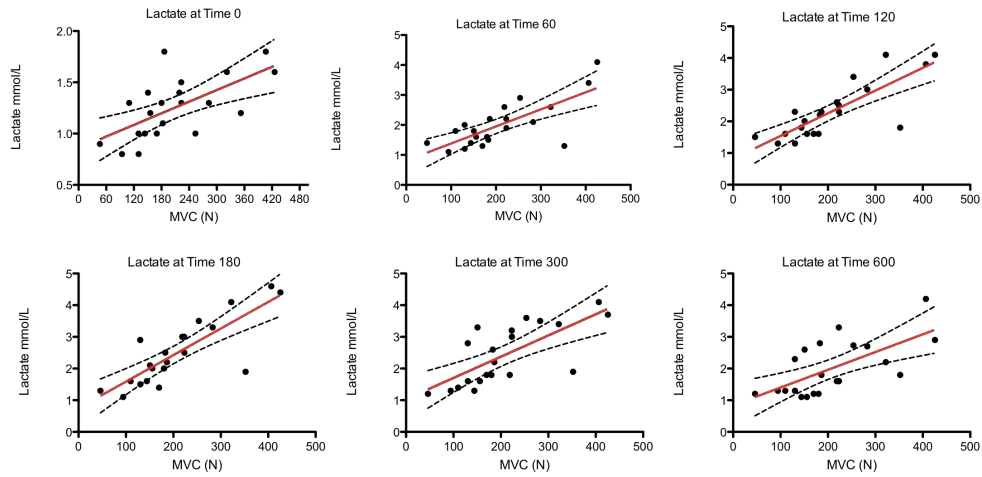 Lactate at Time 0
Lactate at Time 60
Lactate at Time 120
Lactate mmol/L
2.0
1.5
1.0
0.5
0 60 120 180 240 300 360 420 480
MVC (N)
Lactate mmol/L
5
4
3
2
1
0
0 100 200 300 400 500
MVC (N)
Lactate mmol/L
5
4
3
2
1
0
0 100 200 300 400 500
MVC (N)
Lactate at Time 180
Lactate at Time 300
Lactate at Time 600
Lactate mmol/L
5
4
3
2
1
0
0 100 200 300 400 500
MVC (N)
Lactate mmol/L
5
4
3
2
1
0
0 100 200 300 400 500
MVC (N)
Lactate mmol/L
5
4
3
2
1
0
0 100 200 300 400 500
MVC (N)